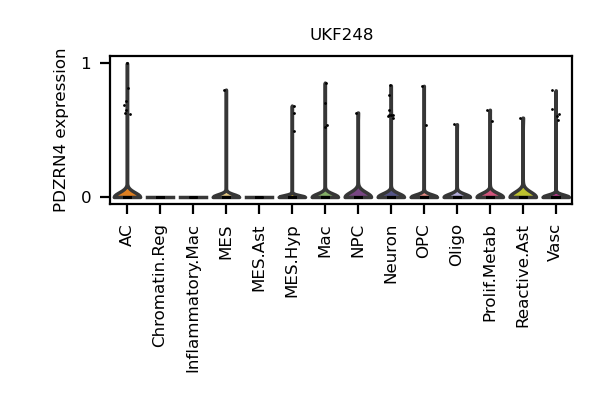 UKF248
PDZRN4 expression
1
0
AC
Chromatin.Reg
Inflammatory.Mac
MES
MES.Ast
MES.Hyp
Mac
NPC
Neuron
OPC
Oligo
Prolif.Metab
Reactive.Ast
Vasc